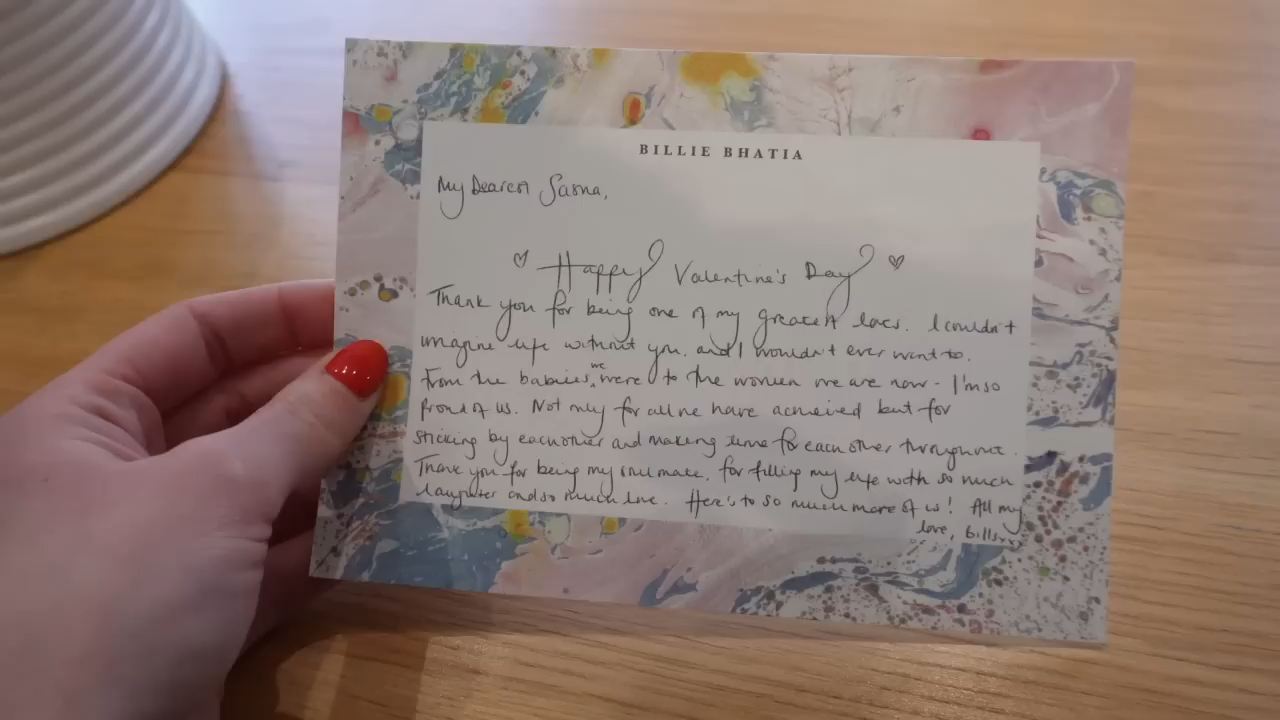 BILLIE BHATIA
My Dearest Sasha,
Happy Valentine's Day
Thank you for being one of my greatest loves. I couldn't
imagine life without you, and I wouldn't ever want to.
From the babies we were to the women we are now - I'm so
Proud of us. Not only for all we have achieved but for
sticking by eachother and making time for each other throughout.
Thank you for being my soulmate, for filling my life with so much
laughter and so much love. Here's to so much more of us! All my
love, Bills xxx